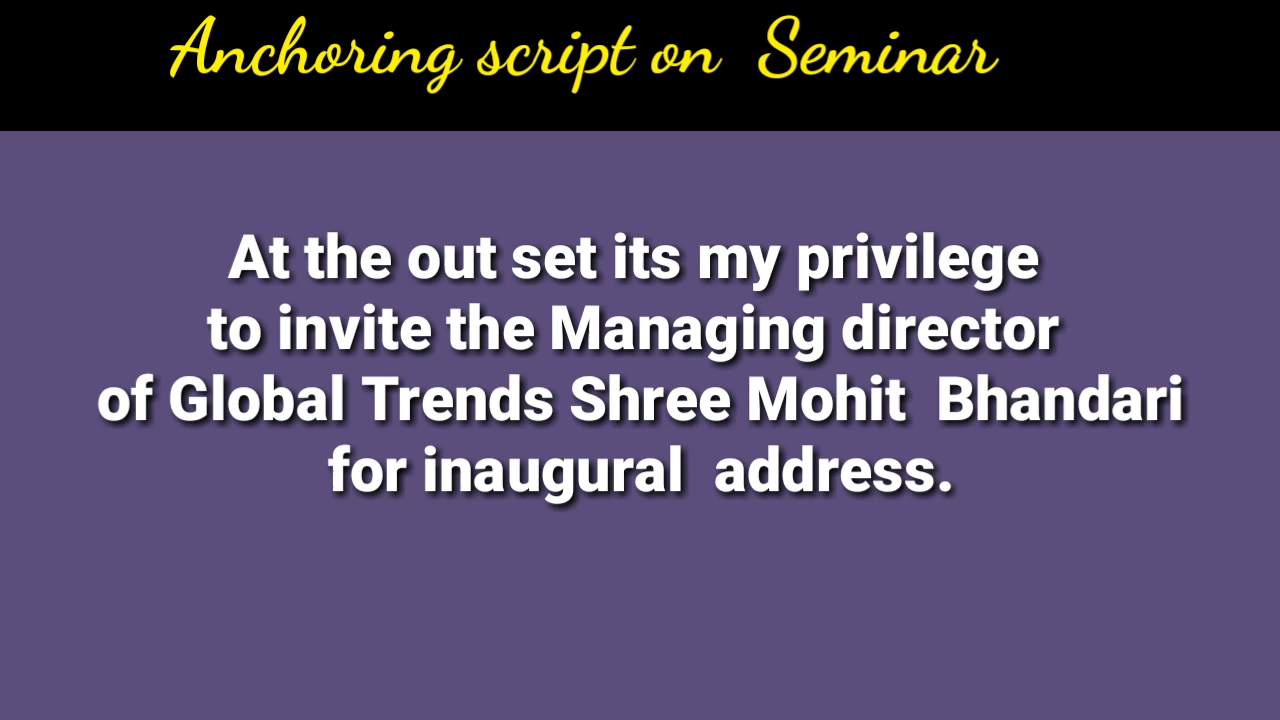 Anchoring script on Seminar
At the out set its my privilege
to invite the Managing director
of Global Trends Shree Mohit Bhandari
for inaugural address.